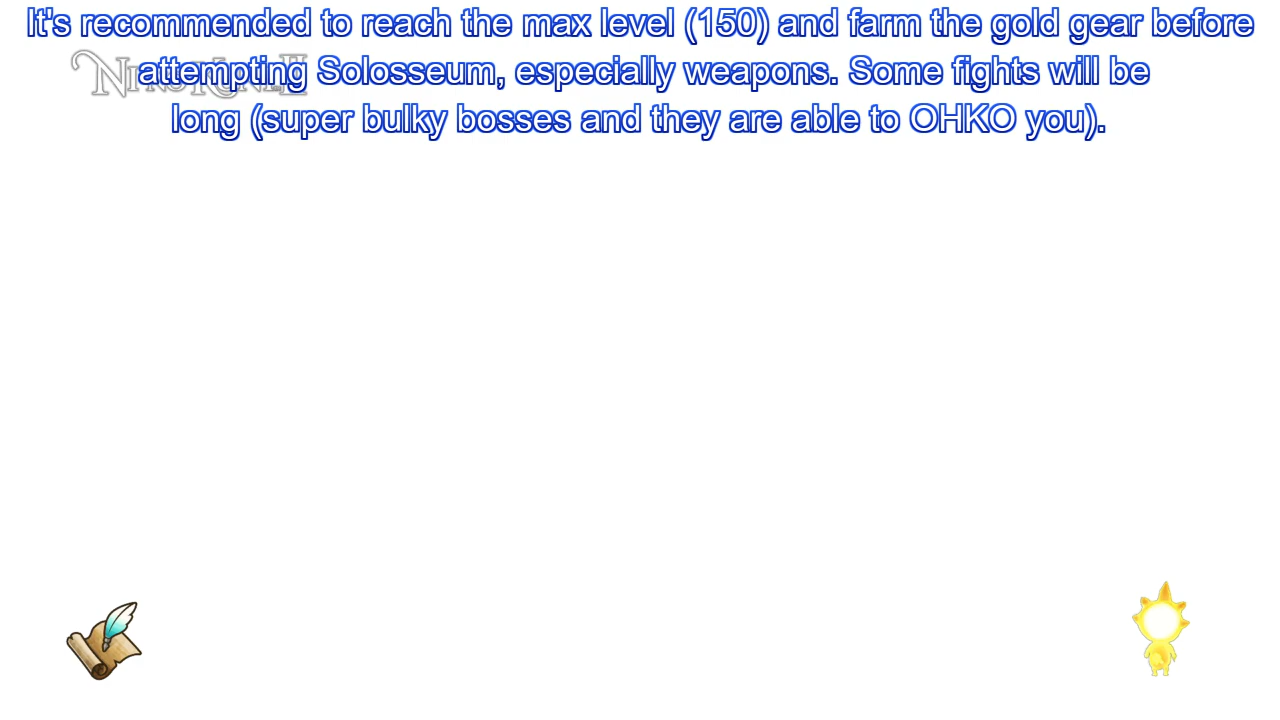 It's recommended to reach the max level (150) and farm the gold gear before
attempting Solosseum, especially weapons. Some fights will be
long (super bulky bosses and they are able to OHKO you).